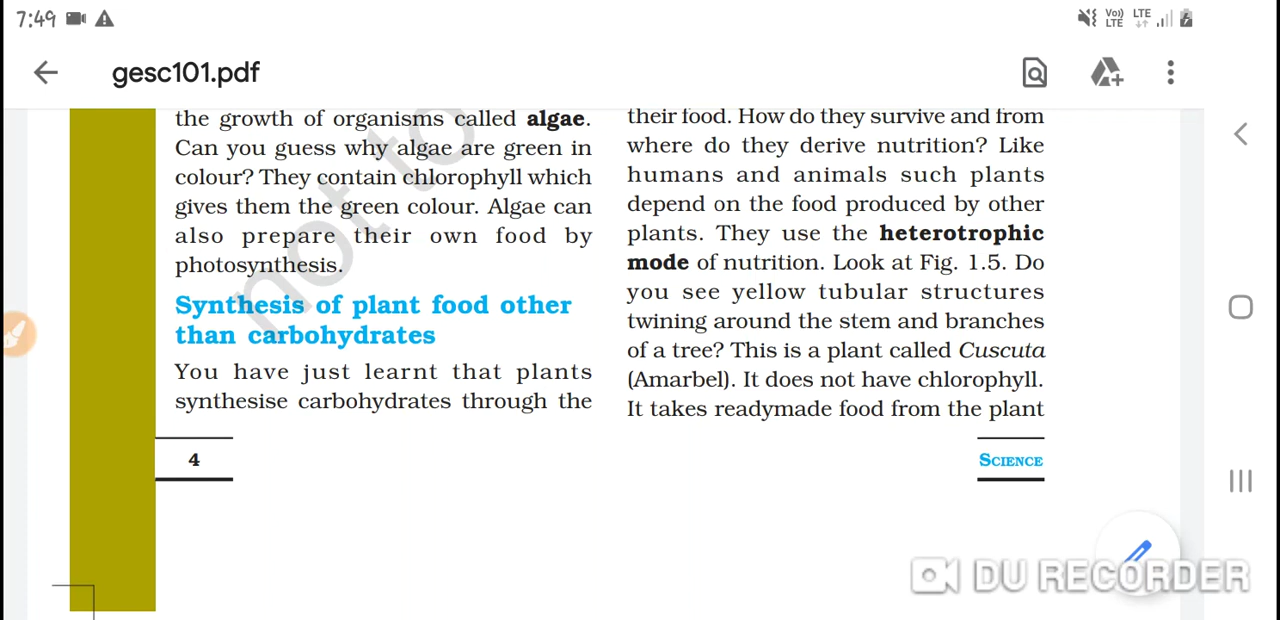 7:49
Vo)) LTE
LTE
gesc101.pdf
the growth of organisms called algae.
Can you guess why algae are green in
colour? They contain chlorophyll which
gives them the green colour. Algae can
also prepare their own food by
photosynthesis.
Synthesis of plant food other
than carbohydrates
You have just learnt that plants
synthesise carbohydrates through the
their food. How do they survive and from
where do they derive nutrition? Like
humans and animals such plants
depend on the food produced by other
plants. They use the heterotrophic
mode of nutrition. Look at Fig. 1.5. Do
you see yellow tubular structures
twining around the stem and branches
of a tree? This is a plant called Cuscuta
(Amarbel). It does not have chlorophyll.
It takes readymade food from the plant
not to
4
SCIENCE
DU RECORDER